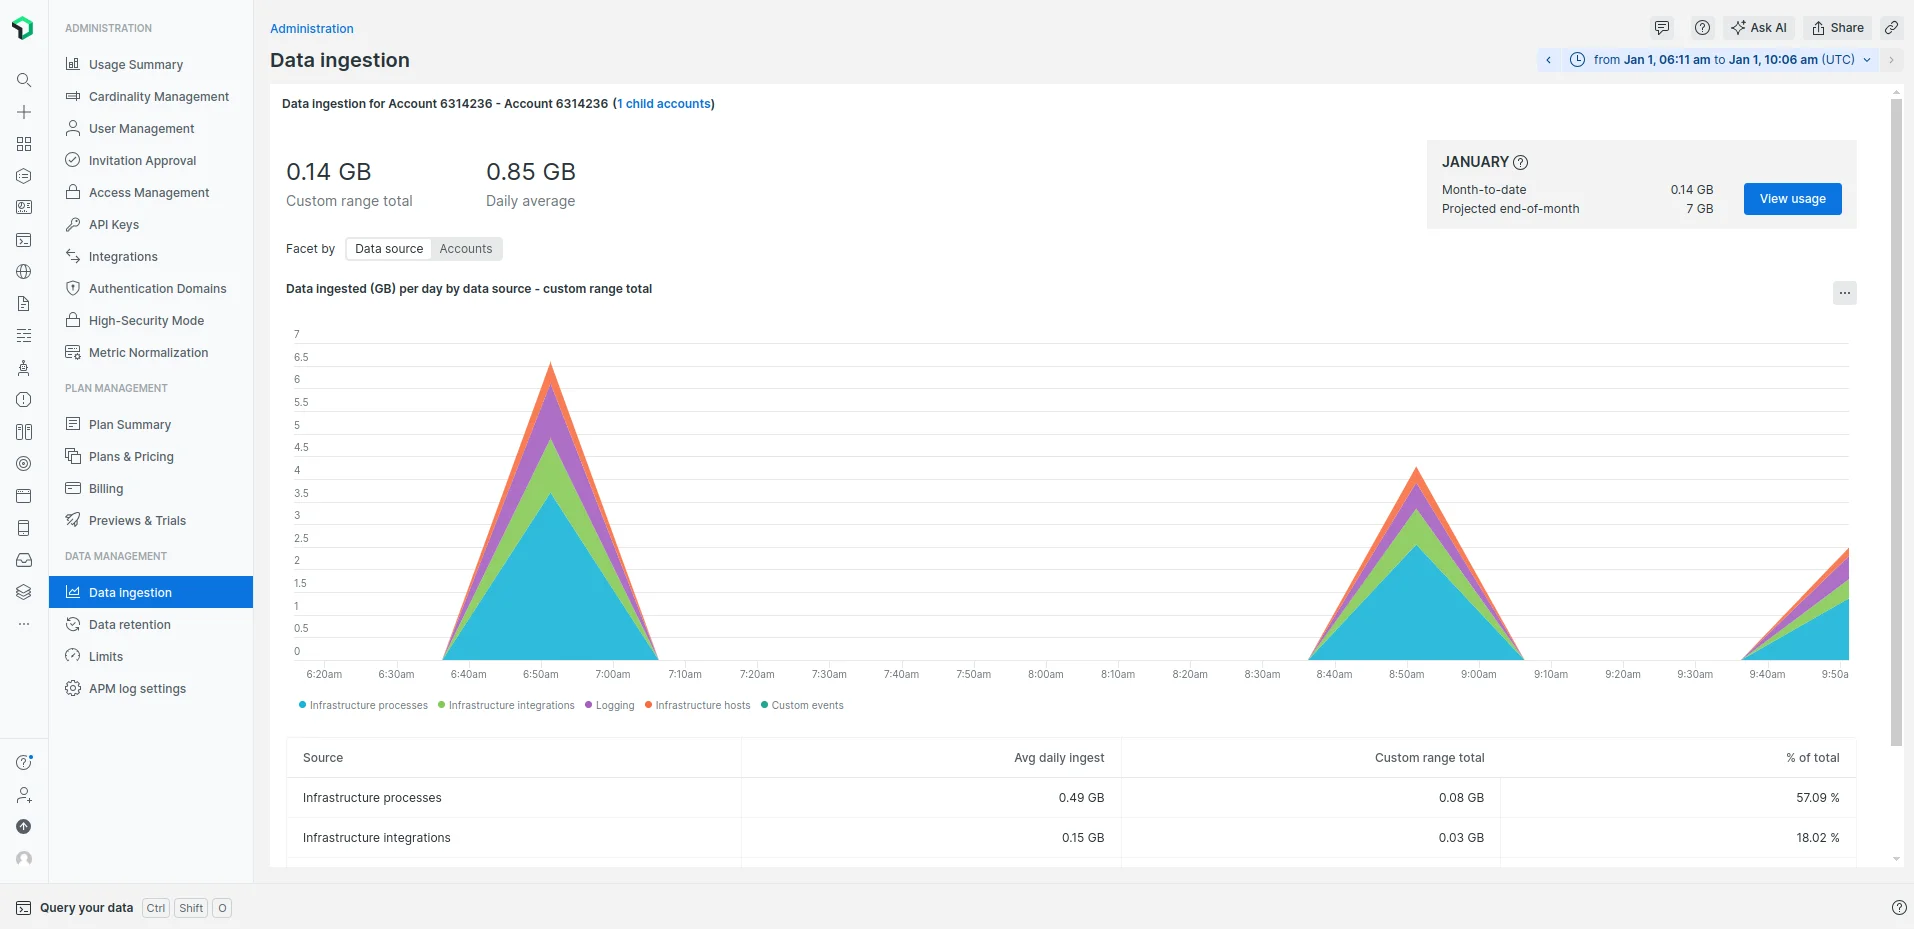 ADMINISTRATION
Usage Summary
Cardinality Management
User Management
Invitation Approval
Access Management
API Keys
Integrations
Authentication Domains
High-Security Mode
Metric Normalization
PLAN MANAGEMENT
Plan Summary
Plans & Pricing
Billing
Previews & Trials
DATA MANAGEMENT
Data ingestion
Data retention
Limits
APM log settings
Administration
Ask AI
Share
Data ingestion
from Jan 1, 06:11 am to Jan 1, 10:06 am (UTC)
Data ingestion for Account 6314236 - Account 6314236 (1 child accounts)
0.14 GB
Custom range total
0.85 GB
Daily average
JANUARY
Month-to-date 0.14 GB
Projected end-of-month 7 GB
View usage
Facet by Data source Accounts
Data ingested (GB) per day by data source - custom range total
7
6.5
6
5.5
5
4.5
4
3.5
3
2.5
2
1.5
1
0.5
0
6:20am 6:30am 6:40am 6:50am 7:00am 7:10am 7:20am 7:30am 7:40am 7:50am 8:00am 8:10am 8:20am 8:30am 8:40am 8:50am 9:00am 9:10am 9:20am 9:30am 9:40am 9:50a
Infrastructure processes Infrastructure integrations Logging Infrastructure hosts Custom events
Source Avg daily ingest Custom range total % of total
Infrastructure processes 0.49 GB 0.08 GB 57.09 %
Infrastructure integrations 0.15 GB 0.03 GB 18.02 %
Query your data Ctrl Shift O